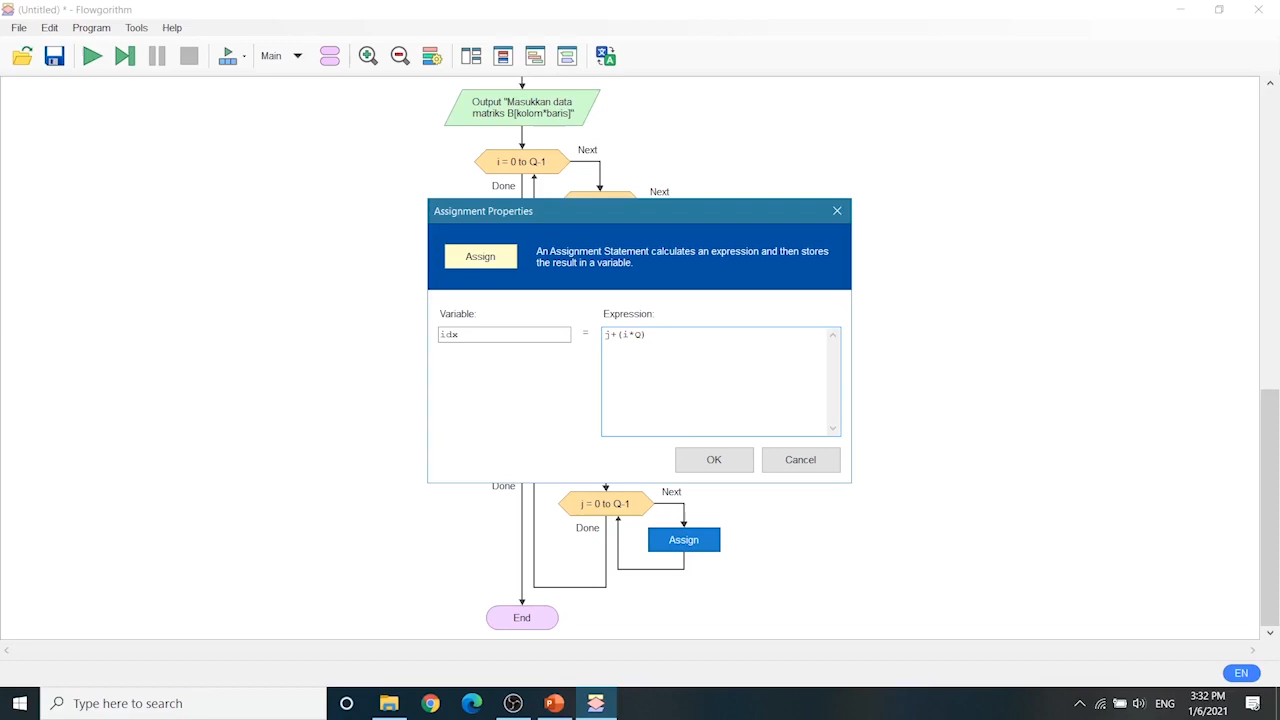 (Untitled) * - Flowgorithm
File Edit Program Tools Help
Main
Output "Masukkan data
matriks B[kolom*baris]"
Next
i = 0 to Q-1
Done
Next
Assignment Properties
Assign
An Assignment Statement calculates an expression and then stores
the result in a variable.
Variable:
Expression:
idx
=
j+(i*Q)
OK
Cancel
Done
Next
j = 0 to Q-1
Done
Assign
End
EN
Type here to search
ENG
3:32 PM
1/6/2021